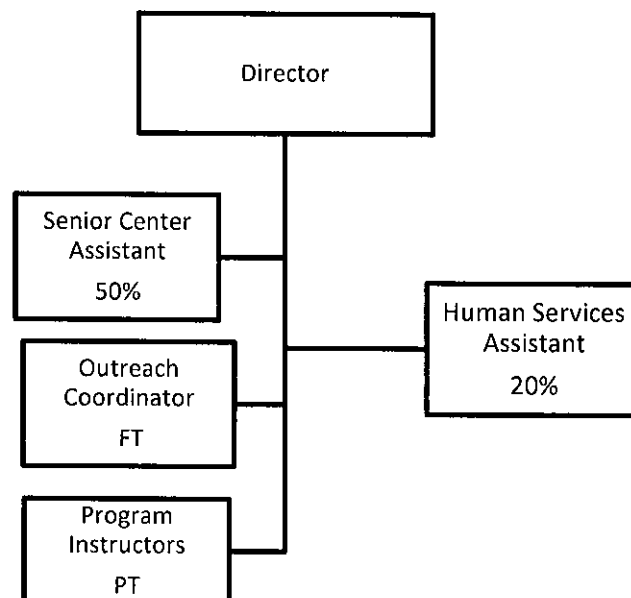 Director
Senior Center
Assistant
50%
Human Services
Assistant
20%
Outreach
Coordinator
FT
Program
Instructors
PT